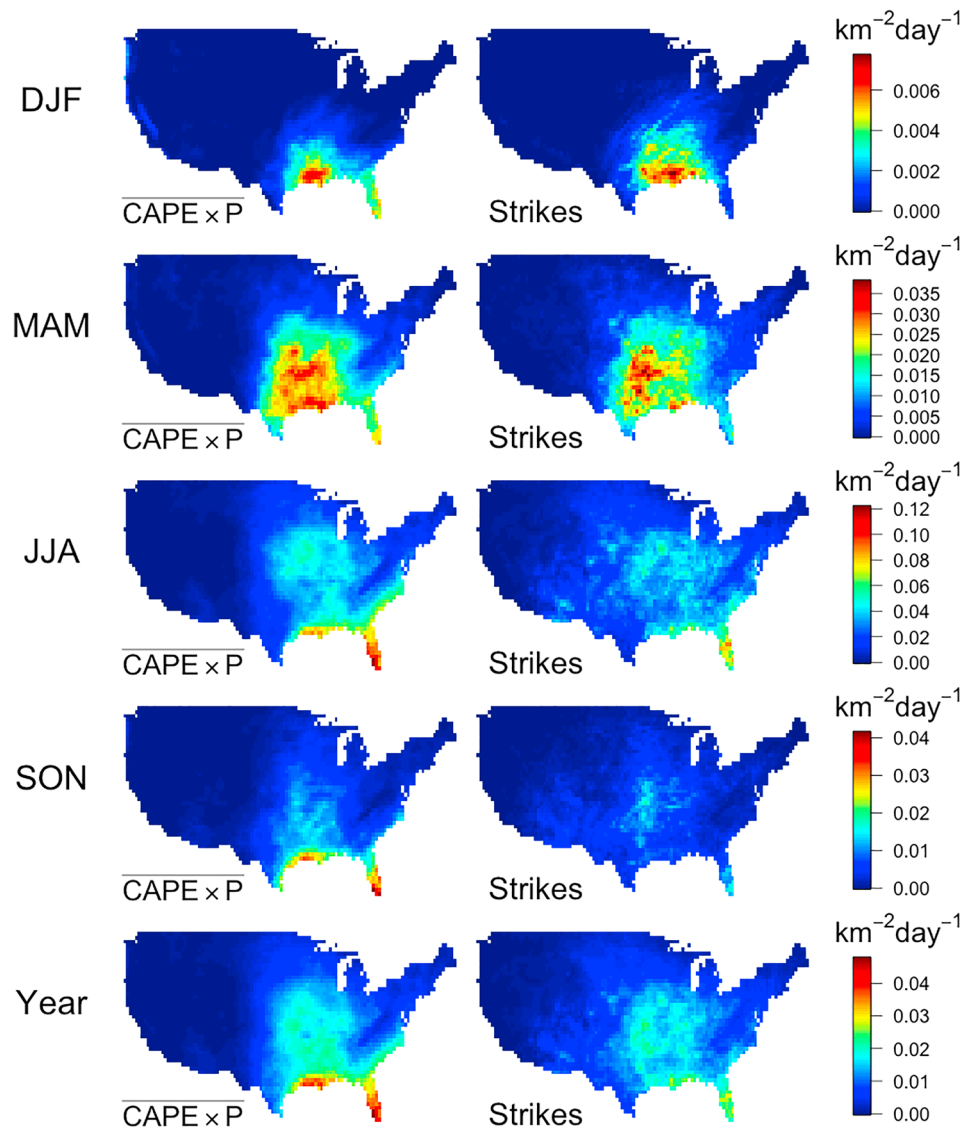 km⁻²day⁻¹
DJF
0.006
0.004
0.002
0.000
CAPE × P
Strikes
km⁻²day⁻¹
MAM
0.035
0.030
0.025
0.020
0.015
0.010
0.005
0.000
CAPE × P
Strikes
km⁻²day⁻¹
JJA
0.12
0.10
0.08
0.06
0.04
0.02
0.00
CAPE × P
Strikes
km⁻²day⁻¹
SON
0.04
0.03
0.02
0.01
0.00
CAPE × P
Strikes
km⁻²day⁻¹
Year
0.04
0.03
0.02
0.01
0.00
CAPE × P
Strikes